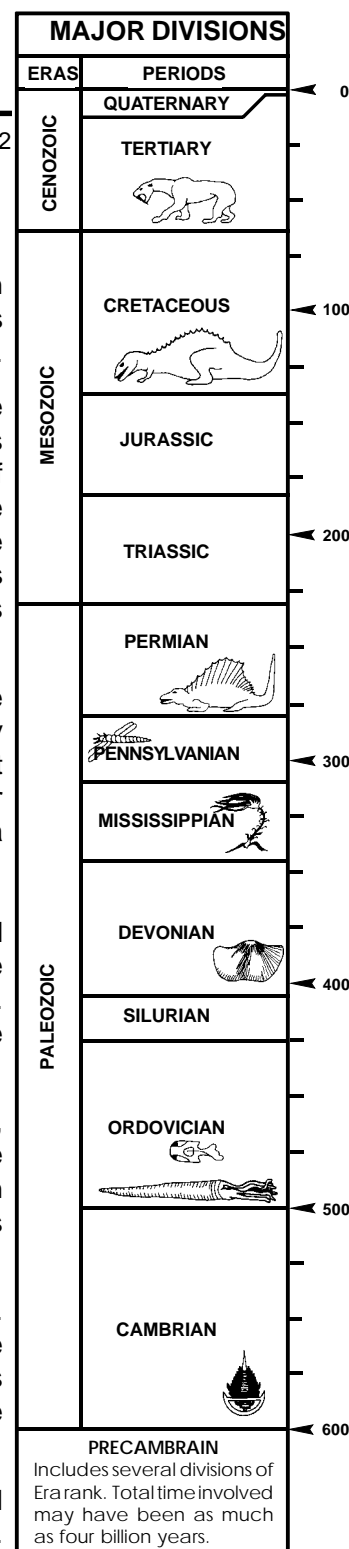 MAJOR DIVISIONS
ERAS PERIODS
0
QUATERNARY
2
CENOZOIC
TERTIARY
MESOZOIC
CRETACEOUS
100
JURASSIC
200
TRIASSIC
PALEOZOIC
PERMIAN
PENNSYLVANIAN
300
MISSISSIPPIAN
DEVONIAN
400
SILURIAN
ORDOVICIAN
500
CAMBRIAN
600
PRECAMBRAIN
Includes several divisions of
Era rank. Total time involved
may have been as much
as four billion years.